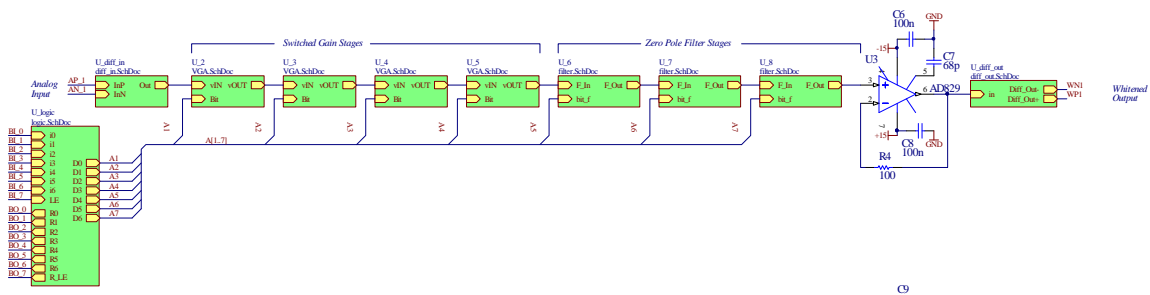 Switched Gain Stages
Zero Pole Filter Stages
Analog Input
AP_1
AN_1
U_diff_in
diff_in.SchDoc
InP
InN
Out
U_2
VGA.SchDoc
vIN vOUT
Bit
U_3
VGA.SchDoc
vIN vOUT
Bit
U_4
VGA.SchDoc
vIN vOUT
Bit
U_5
VGA.SchDoc
vIN vOUT
Bit
U_6
filter.SchDoc
F_In F_Out
bit_f
U_7
filter.SchDoc
F_In F_Out
bit_f
U_8
filter.SchDoc
F_In F_Out
bit_f
A1
A2
A3
A4
A5
A6
A7
A[1..7]
C6
100n
GND
-15
C7
68p
U3
3
2
5
6
AD829
7
+15
C8
100n
GND
R4
100
U_diff_out
diff_out.SchDoc
in
Diff_Out-
Diff_Out+
WN1
WP1
Whitened Output
U_logic
logic.SchDoc
BI_0 i0
BI_1 i1
BI_2 i2
BI_3 i3
BI_4 i4
BI_5 i5
BI_6 i6
BI_7 LE
D0 A1
D1 A2
D2 A3
D3 A4
D4 A5
D5 A6
D6 A7
BO_0 R0
BO_1 R1
BO_2 R2
BO_3 R3
BO_4 R4
BO_5 R5
BO_6 R6
BO_7 R_LE
C9